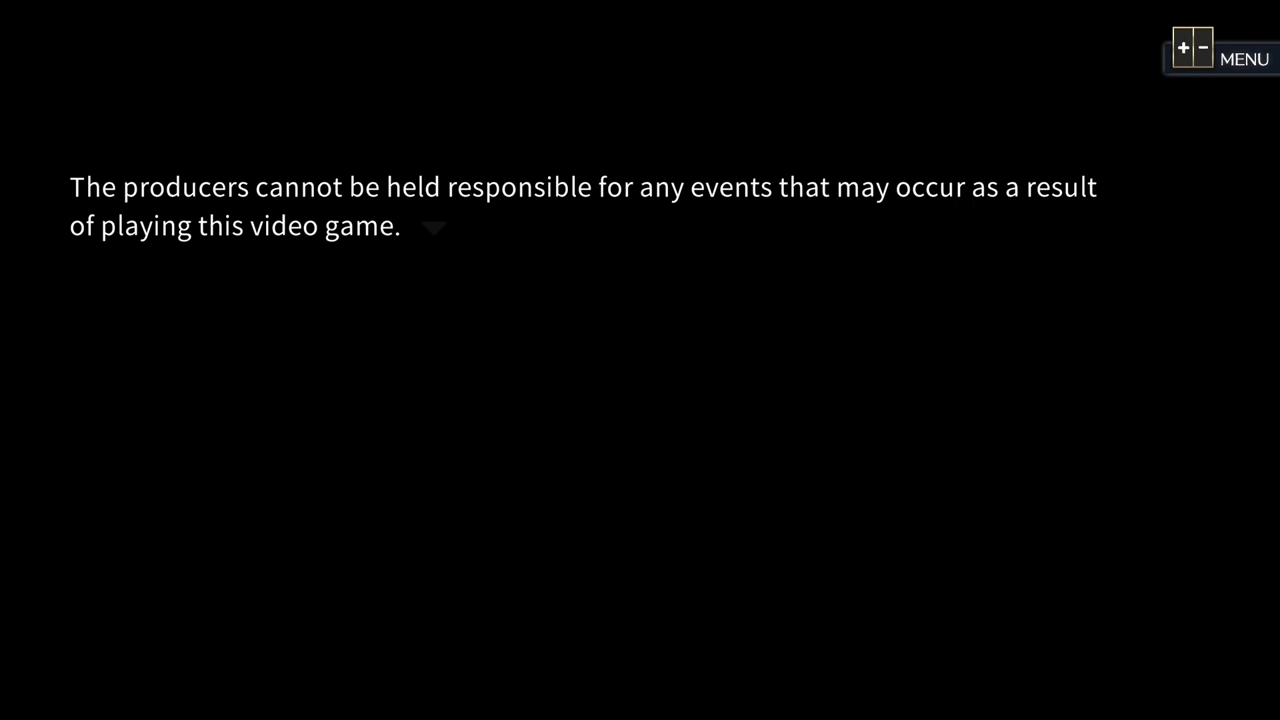 + - MENU
The producers cannot be held responsible for any events that may occur as a result
of playing this video game.